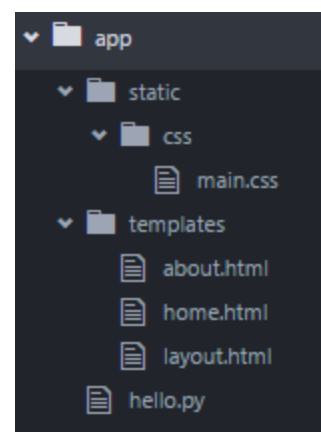 app
static
css
main.css
templates
about.html
home.html
layout.html
hello.py